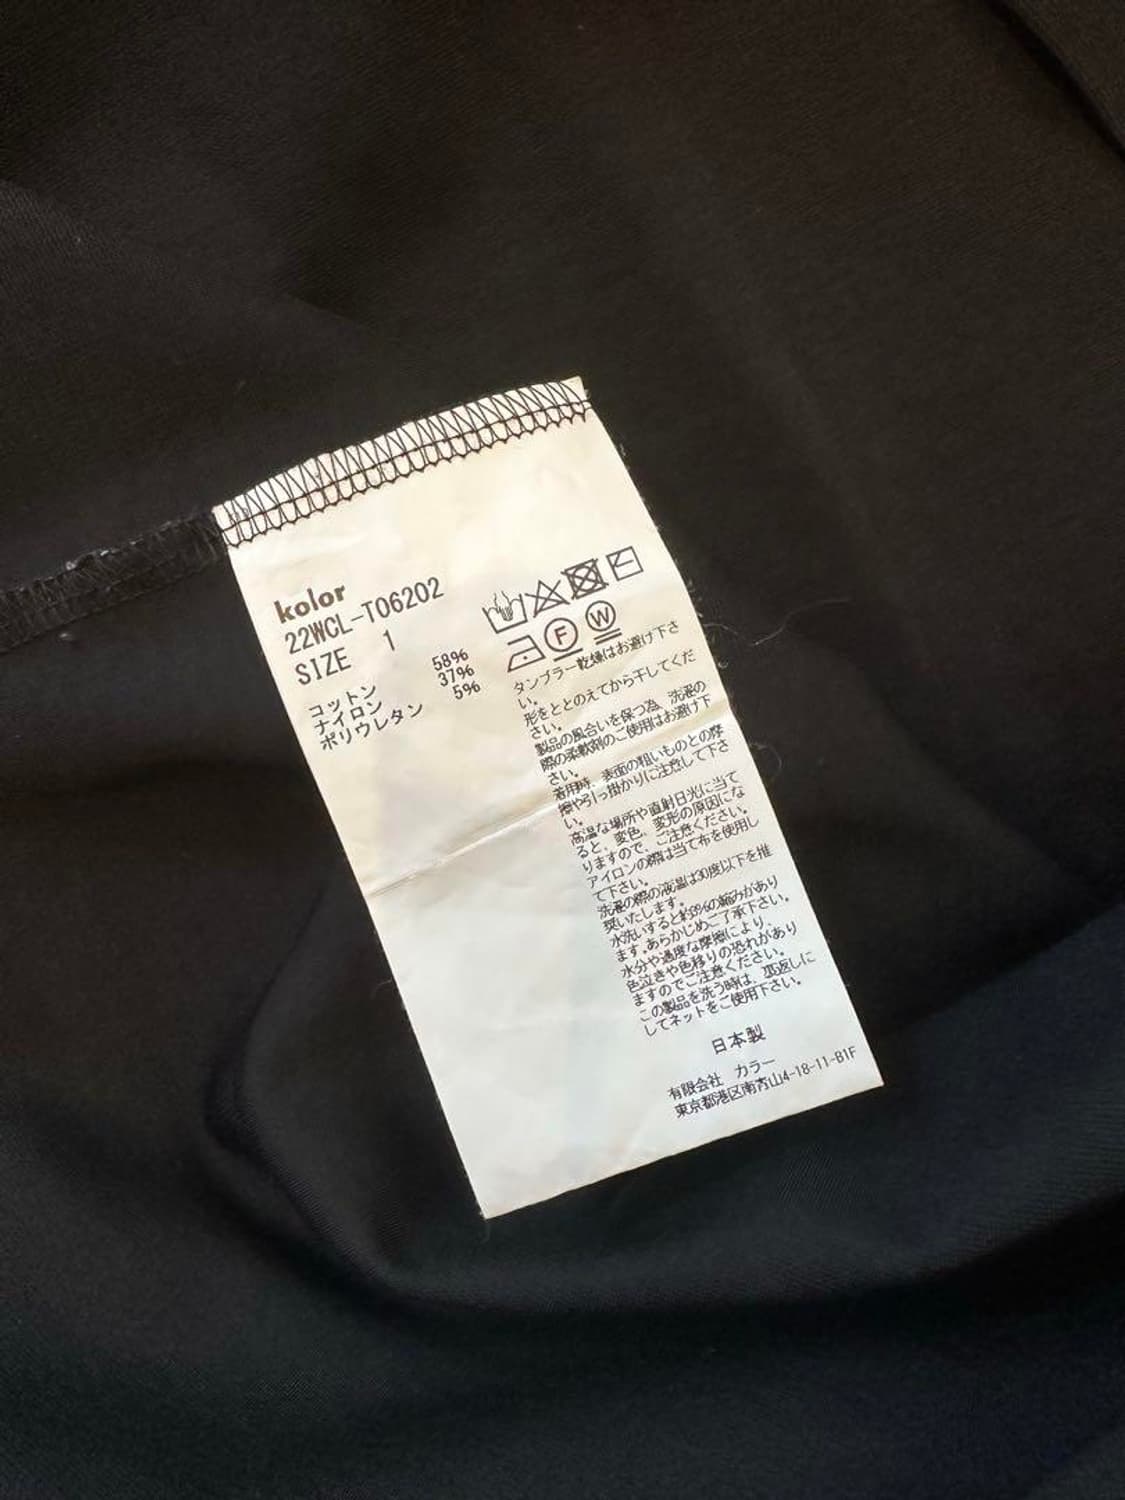 kolor
22WCL-T06202
SIZE 1
コットン 58%
ナイロン 37%
ポリウレタン 5%
F
W
タンブラー乾燥はお避け下さ
い。
形をととのえてから干してくだ
さい。
製品の風合いを保つ為、洗濯の
際の柔軟剤のご使用はお避け下
さい。
着用時、表面の粗いものとの摩
擦や引っ掛かりに注意して下さ
い。
高温な場所や直射日光に当て
ると、変色、変形の原因にな
りますので、ご注意ください。
アイロンの際は当て布を使用し
て下さい。
洗濯の際の液温は30度以下を推
奨いたします。
水洗いすると約3%の縮みがあり
ます。あらかじめご了承下さい。
水分や過度な摩擦により、
色泣きや色移りの恐れがあり
ますのでご注意ください。
この製品を洗う時は、裏返しに
してネットをご使用下さい。
日本製
有限会社 カラー
東京都港区南青山4-18-11-B1F